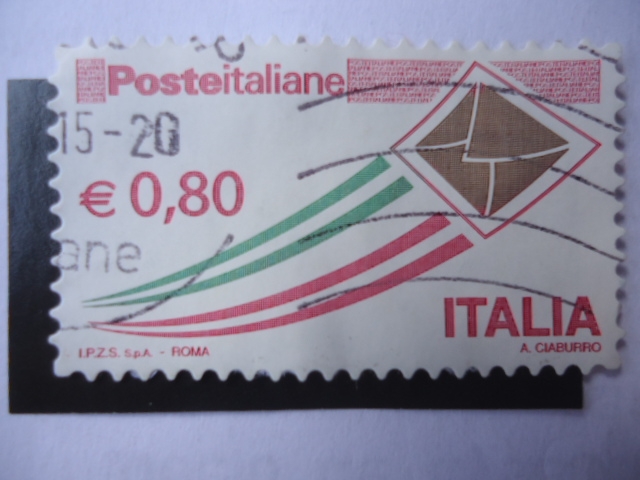 Posteitaliane
15-20
€ 0,80
ane
ITALIA
I.P.Z.S. S.p.A. - ROMA
A. CIABURRO